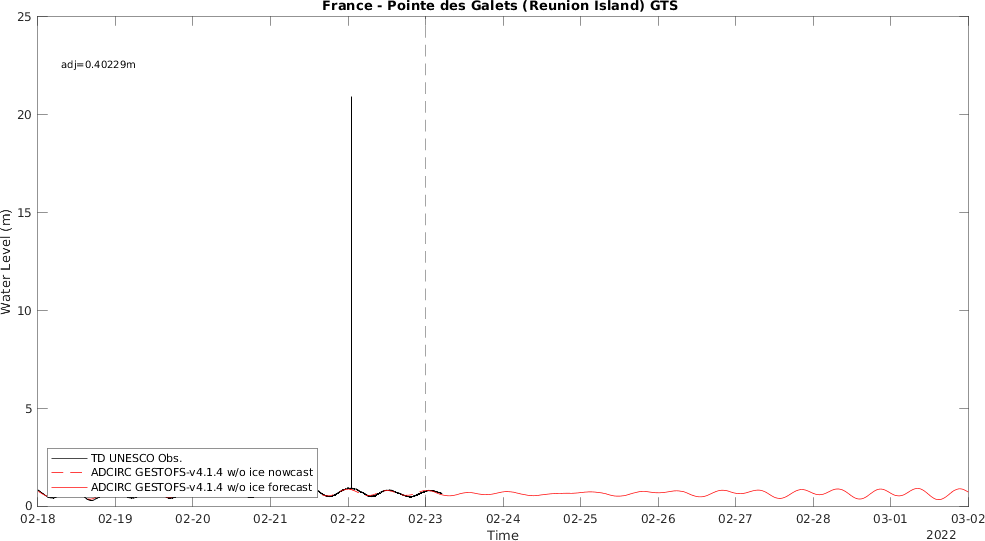 France - Pointe des Galets (Reunion Island) GTS
25
adj=0.40229m
20
15
Water Level (m)
10
5
TD UNESCO Obs.
ADCIRC GESTOFS-v4.1.4 w/o ice nowcast
ADCIRC GESTOFS-v4.1.4 w/o ice forecast
0
02-18 02-19 02-20 02-21 02-22 02-23 02-24 02-25 02-26 02-27 02-28 03-01 03-02
Time
2022